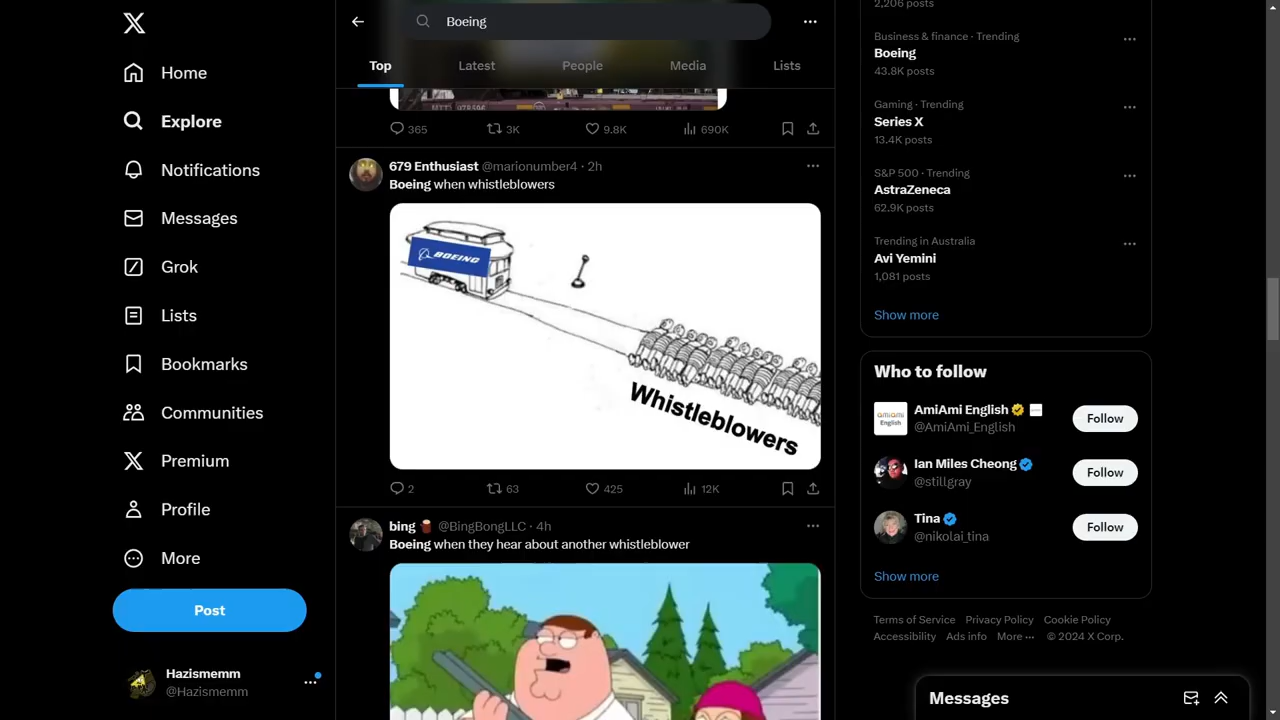 Home
Explore
Notifications
Messages
Grok
Lists
Bookmarks
Communities
Premium
Profile
More
Post
Hazismemm
@Hazismemm
Boeing
Top Latest People Media Lists
365 3K 9.8K 690K
679 Enthusiast @marionumber4 · 2h
Boeing when whistleblowers
BOEING
Whistleblowers
2 63 425 12K
bing @BingBongLLC · 4h
Boeing when they hear about another whistleblower
2,206 posts
Business & finance · Trending
Boeing
43.8K posts
Gaming · Trending
Series X
13.4K posts
S&P 500 · Trending
AstraZeneca
62.9K posts
Trending in Australia
Avi Yemini
1,081 posts
Show more
Who to follow
amiami English
AmiAmi English
@AmiAmi_English
Follow
Ian Miles Cheong
@stillgray
Follow
Tina
@nikolai_tina
Follow
Show more
Terms of Service Privacy Policy Cookie Policy
Accessibility Ads info More ··· © 2024 X Corp.
Messages